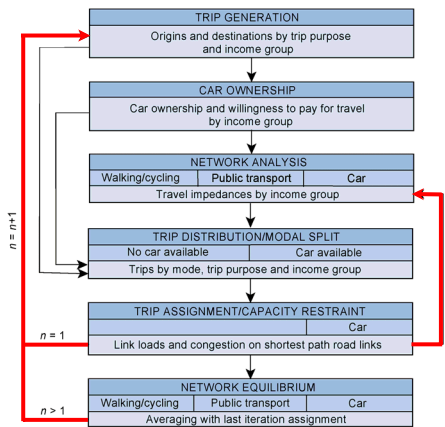 TRIP GENERATION
Origins and destinations by trip purpose
and income group
CAR OWNERSHIP
Car ownership and willingness to pay for travel
by income group
NETWORK ANALYSIS
Walking/cycling Public transport Car
Travel impedances by income group
n = n+1
TRIP DISTRIBUTION/MODAL SPLIT
No car available Car available
Trips by mode, trip purpose and income group
TRIP ASSIGNMENT/CAPACITY RESTRAINT
Car
n = 1
Link loads and congestion on shortest path road links
NETWORK EQUILIBRIUM
Walking/cycling Public transport Car
n > 1
Averaging with last iteration assignment